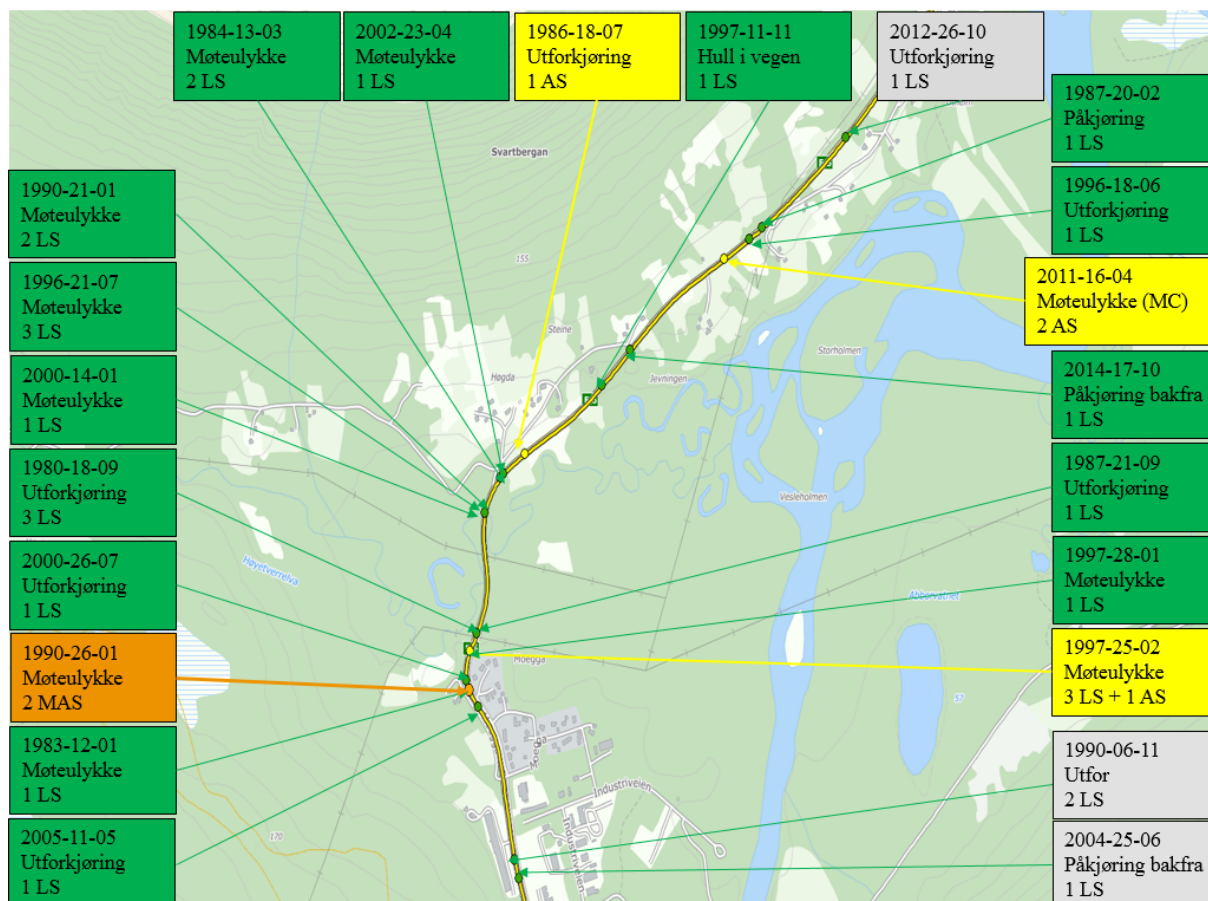 1984-13-03
Møteulykke
2 LS
2002-23-04
Møteulykke
1 LS
1986-18-07
Utforkjøring
1 AS
1997-11-11
Hull i vegen
1 LS
2012-26-10
Utforkjøring
1 LS
1987-20-02
Påkjøring
1 LS
1996-18-06
Utforkjøring
1 LS
2011-16-04
Møteulykke (MC)
2 AS
2014-17-10
Påkjøring bakfra
1 LS
1987-21-09
Utforkjøring
1 LS
1997-28-01
Møteulykke
1 LS
1997-25-02
Møteulykke
3 LS + 1 AS
1990-06-11
Utfor
2 LS
2004-25-06
Påkjøring bakfra
1 LS
1990-21-01
Møteulykke
2 LS
1996-21-07
Møteulykke
3 LS
2000-14-01
Møteulykke
1 LS
1980-18-09
Utforkjøring
3 LS
2000-26-07
Utforkjøring
1 LS
1990-26-01
Møteulykke
2 MAS
1983-12-01
Møteulykke
1 LS
2005-11-05
Utforkjøring
1 LS
Svartbergan
155
Steine
Høgda
Jevningen
Storholmen
Vesleholmen
Abborvatnet
57
Høyetverrelva
Moegga
Moegga
Industriveien
Industriveien
170